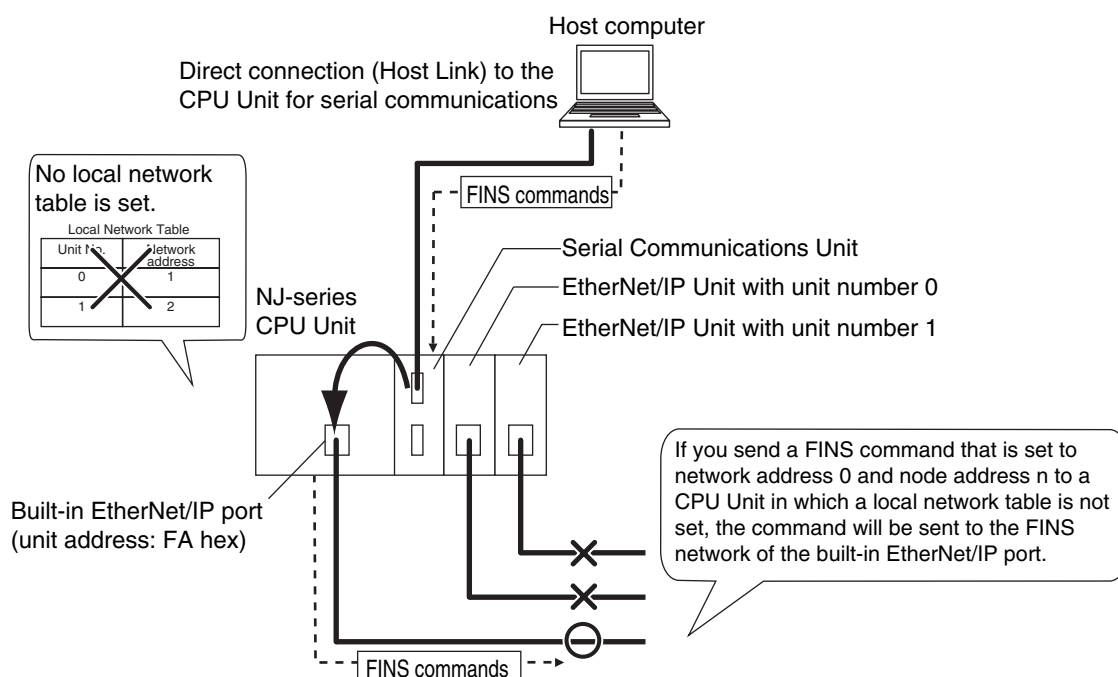 Host computer
Direct connection (Host Link) to the
CPU Unit for serial communications
No local network
table is set.
Local Network Table
Unit No. Network
address
0 1
1 2
FINS commands
Serial Communications Unit
EtherNet/IP Unit with unit number 0
EtherNet/IP Unit with unit number 1
NJ-series
CPU Unit
Built-in EtherNet/IP port
(unit address: FA hex)
If you send a FINS command that is set to
network address 0 and node address n to a
CPU Unit in which a local network table is not
set, the command will be sent to the FINS
network of the built-in EtherNet/IP port.
FINS commands